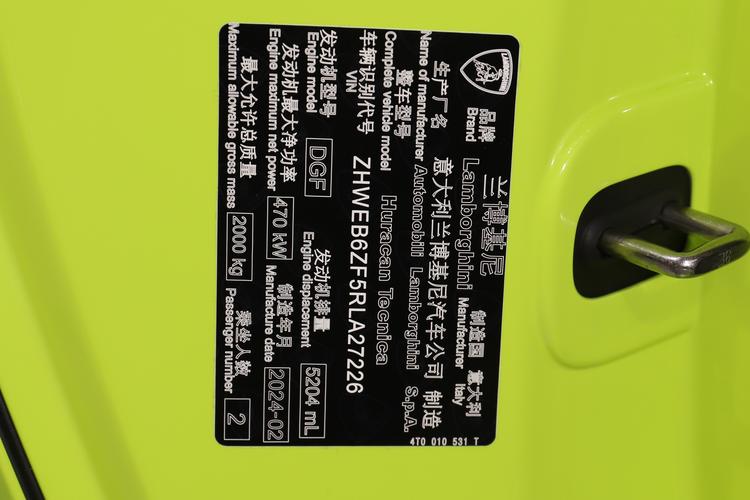 LAMBORGHINI
品牌 兰博基尼 制造国 意大利
Brand Lamborghini Manufacturer Italy
生产厂名 意大利兰博基尼汽车公司 制造
Name of manufacturer Automobili Lamborghini S.p.A.
整车型号
Complete vehicle model Huracan Tecnica
车辆识别代号
VIN ZHWEB6ZF5RLA27226
发动机型号 DGF 发动机排量 5204 mL
Engine model Engine displacement
发动机最大净功率 470 kW 制造年月 2024-02
Engine maximum net power Manufacture date
最大允许总质量 2000 kg 乘坐人数 2
Maximum allowable gross mass Passenger number
4T0 010 531 T